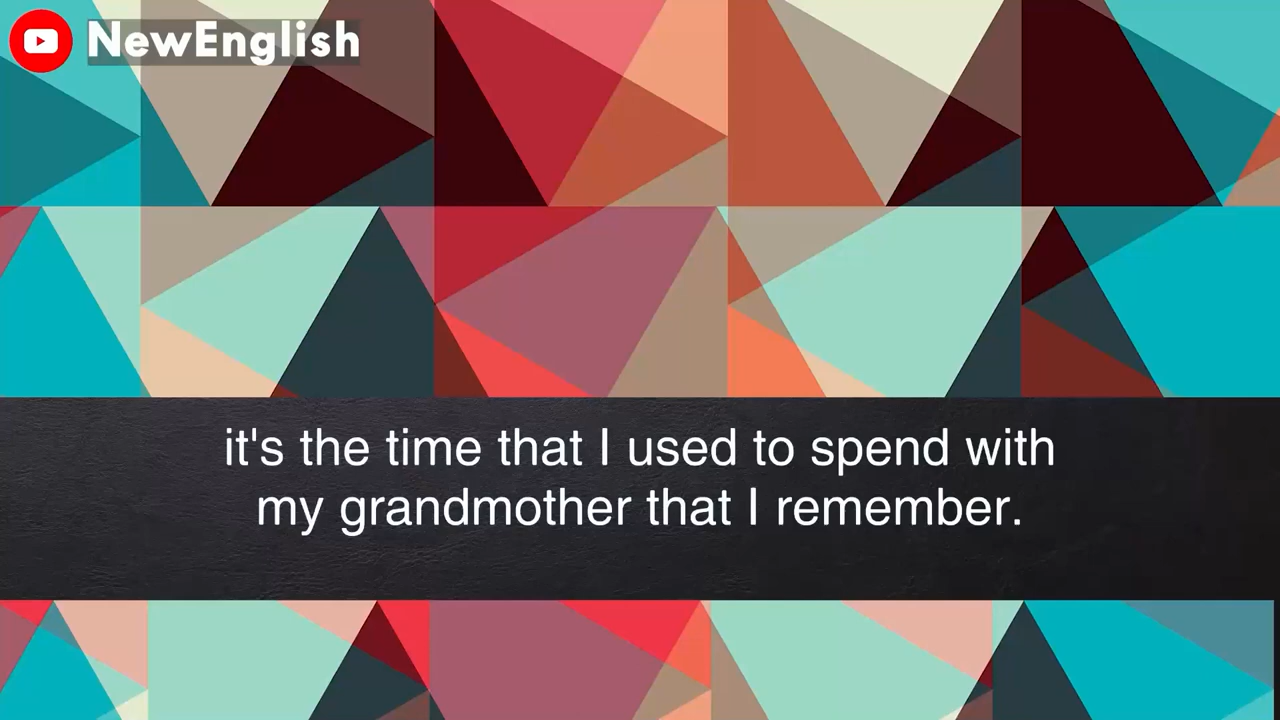 NewEnglish
it's the time that I used to spend with
my grandmother that I remember.